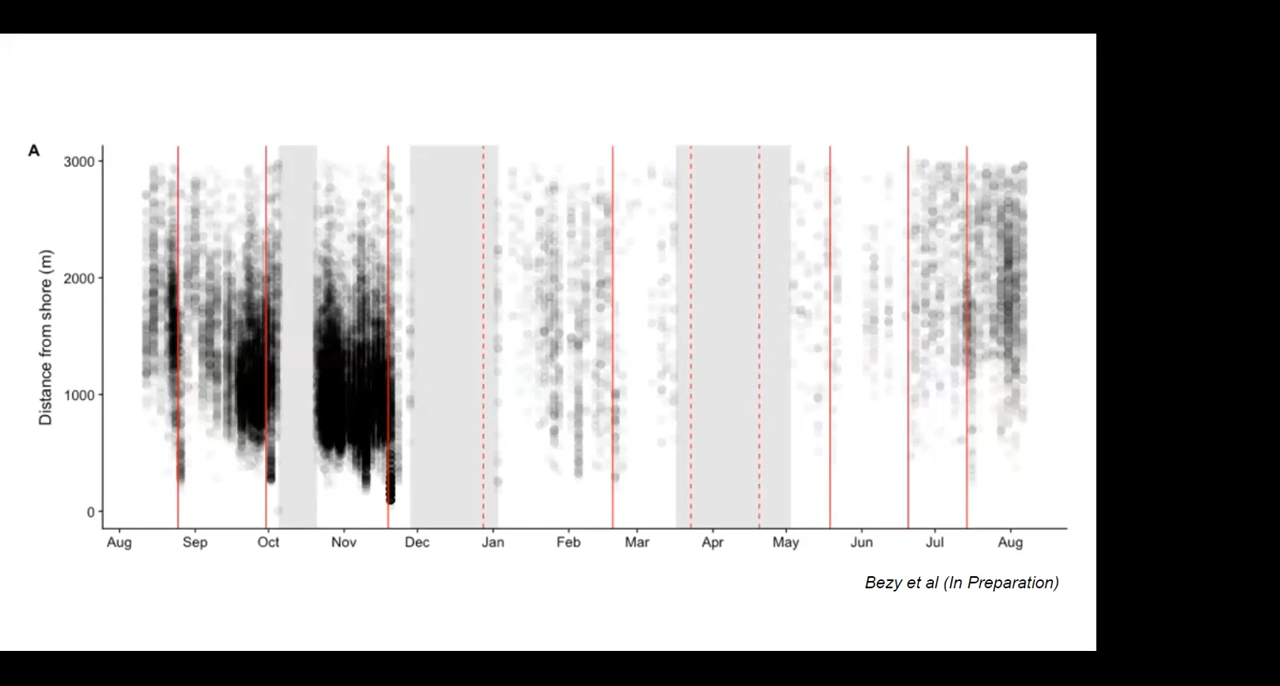 A
3000
2000
1000
0
Distance from shore (m)
Aug Sep Oct Nov Dec Jan Feb Mar Apr May Jun Jul Aug
Bezy et al (In Preparation)